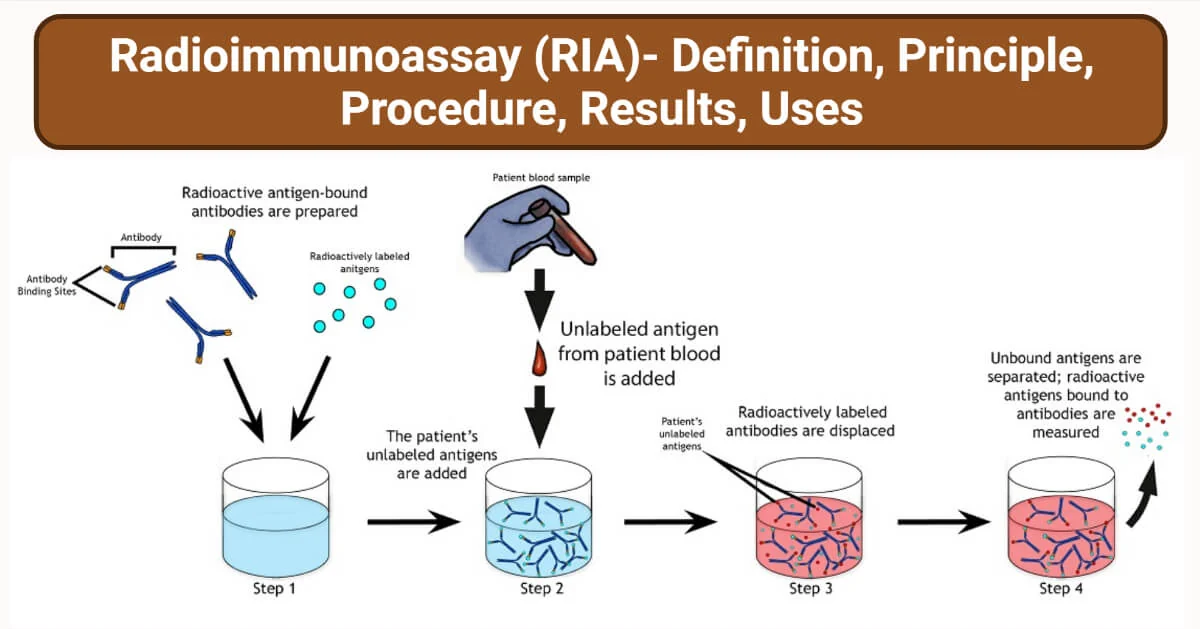 Radioimmunoassay (RIA)- Definition, Principle,
Procedure, Results, Uses
Radioactive antigen-bound
antibodies are prepared
Antibody
Antibody
Binding Sites
Radioactively labeled
anitgens
Patient blood sample
Unlabeled antigen
from patient blood
is added
The patient's
unlabeled antigens
are added
Patient's
unlabeled
antigens
Radioactively labeled
antibodies are displaced
Unbound antigens are
separated; radioactive
antigens bound to
antibodies are
measured
Step 1
Step 2
Step 3
Step 4